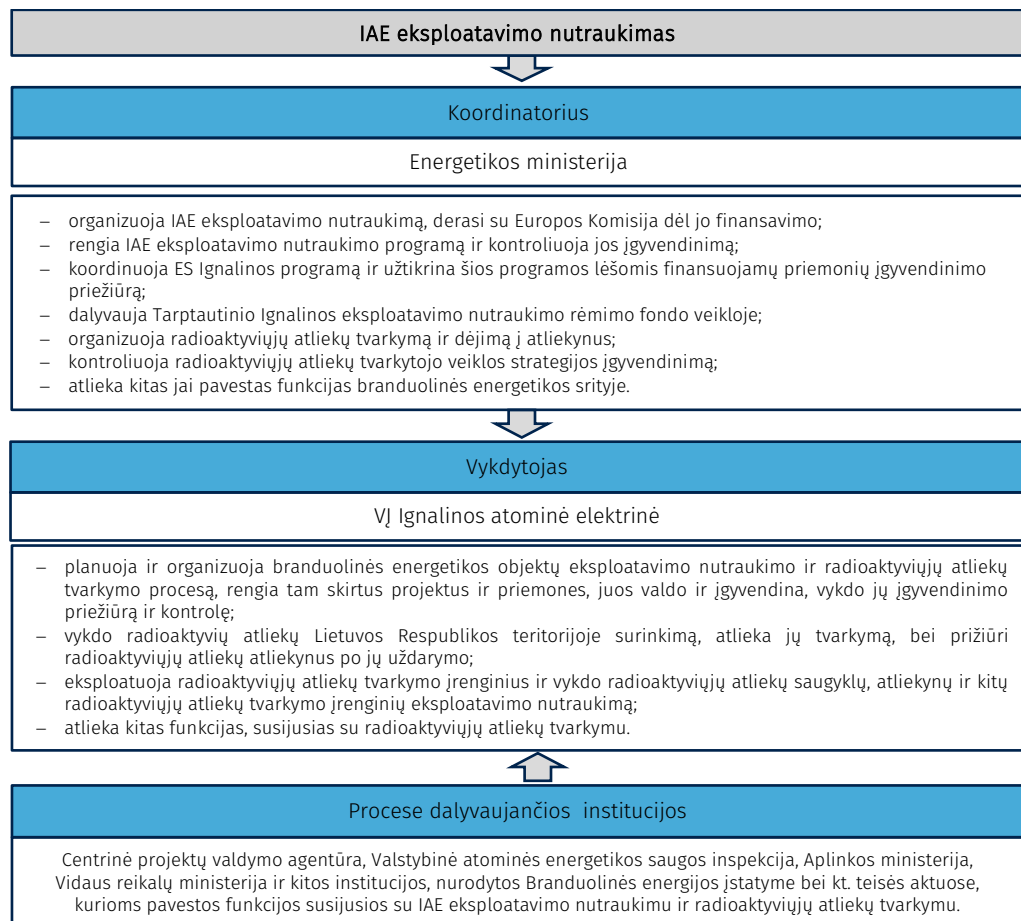 IAE eksploatavimo nutraukimas
Koordinatorius
Energetikos ministerija
– organizuoja IAE eksploatavimo nutraukimą, derasi su Europos Komisija dėl jo finansavimo;
– rengia IAE eksploatavimo nutraukimo programą ir kontroliuoja jos įgyvendinimą;
– koordinuoja ES Ignalinos programą ir užtikrina šios programos lėšomis finansuojamų priemonių įgyvendinimo
priežiūrą;
– dalyvauja Tarptautinio Ignalinos eksploatavimo nutraukimo rėmimo fondo veikloje;
– organizuoja radioaktyviųjų atliekų tvarkymą ir dėjimą į atliekynus;
– kontroliuoja radioaktyviųjų atliekų tvarkytojo veiklos strategijos įgyvendinimą;
– atlieka kitas jai pavestas funkcijas branduolinės energetikos srityje.
Vykdytojas
VĮ Ignalinos atominė elektrinė
– planuoja ir organizuoja branduolinės energetikos objektų eksploatavimo nutraukimo ir radioaktyviųjų atliekų
tvarkymo procesą, rengia tam skirtus projektus ir priemones, juos valdo ir įgyvendina, vykdo jų įgyvendinimo
priežiūrą ir kontrolę;
– vykdo radioaktyvių atliekų Lietuvos Respublikos teritorijoje surinkimą, atlieka jų tvarkymą, bei prižiūri
radioaktyviųjų atliekų atliekynus po jų uždarymo;
– eksploatuoja radioaktyviųjų atliekų tvarkymo įrenginius ir vykdo radioaktyviųjų atliekų saugyklų, atliekynų ir kitų
radioaktyviųjų atliekų tvarkymo įrenginių eksploatavimo nutraukimą;
– atlieka kitas funkcijas, susijusias su radioaktyviųjų atliekų tvarkymu.
Procese dalyvaujančios institucijos
Centrinė projektų valdymo agentūra, Valstybinė atominės energetikos saugos inspekcija, Aplinkos ministerija,
Vidaus reikalų ministerija ir kitos institucijos, nurodytos Branduolinės energijos įstatyme bei kt. teisės aktuose,
kurioms pavestos funkcijos susijusios su IAE eksploatavimo nutraukimu ir radioaktyviųjų atliekų tvarkymu.